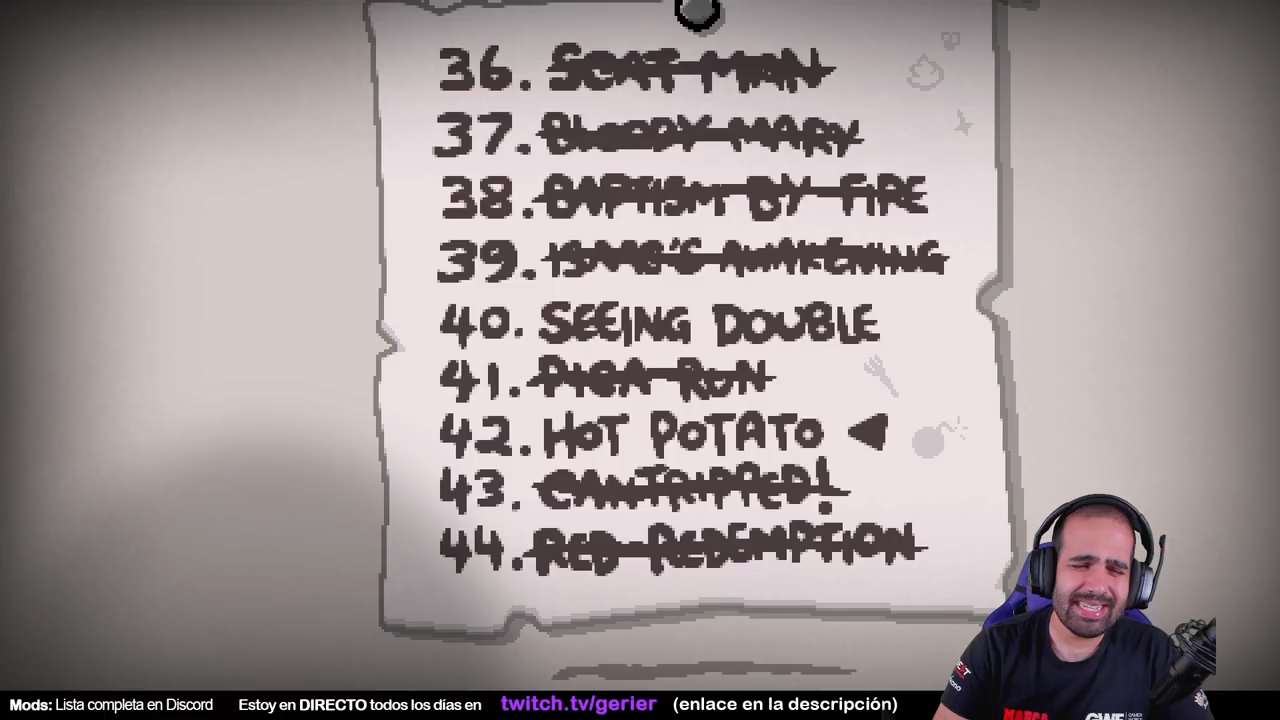 36. SCAT MAN
37. BLOODY MARY
38. BAPTISM BY FIRE
39. ISAAC'S AWAKENING
40. SEEING DOUBLE
41. PICA RUN
42. HOT POTATO
43. CANTRIPPED!
44. RED REDEMPTION
Mods: Lista completa en Discord Estoy en DIRECTO todos los días en twitch.tv/gerier (enlace en la descripción)